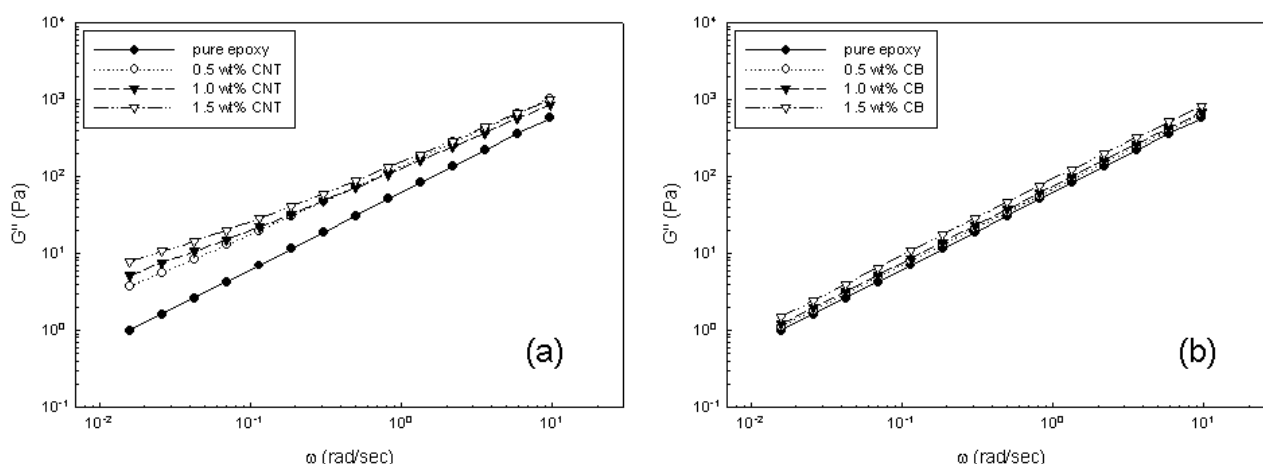 10⁴
10³
10²
10¹
10⁰
10⁻¹
G'' (Pa)
pure epoxy
0.5 wt% CNT
1.0 wt% CNT
1.5 wt% CNT
(a)
10⁻² 10⁻¹ 10⁰ 10¹
ω (rad/sec)
10⁴
10³
10²
10¹
10⁰
10⁻¹
G'' (Pa)
pure epoxy
0.5 wt% CB
1.0 wt% CB
1.5 wt% CB
(b)
10⁻² 10⁻¹ 10⁰ 10¹
ω (rad/sec)